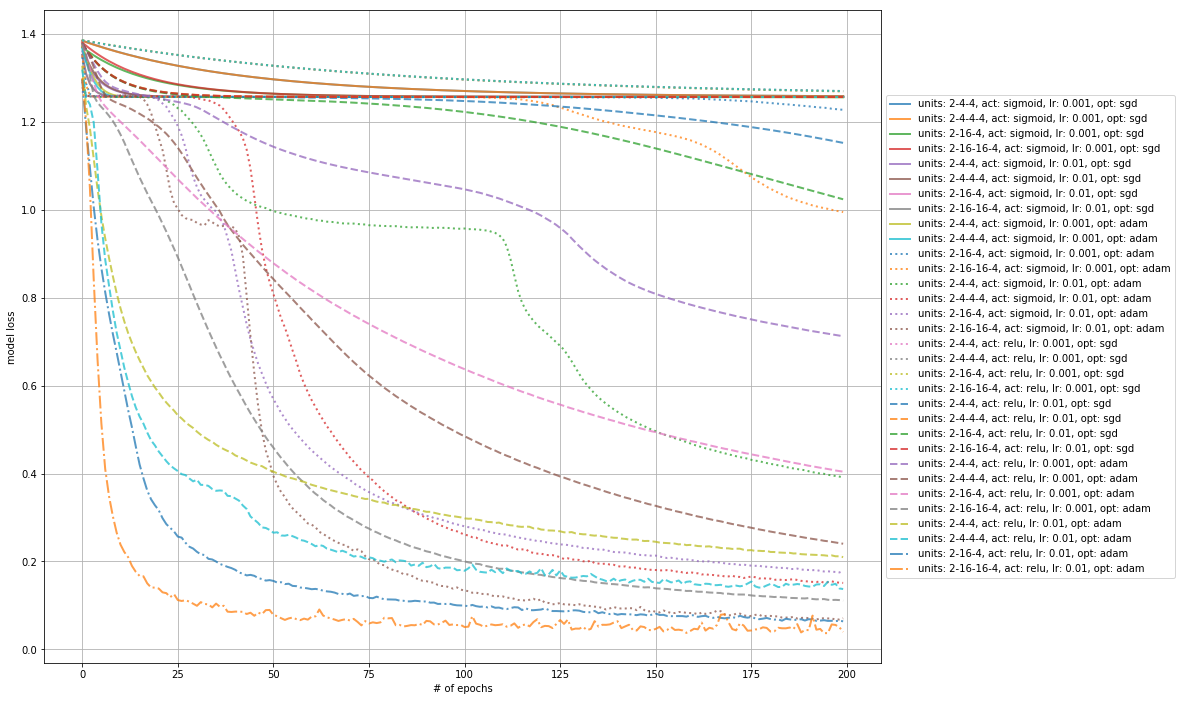 1.4
1.2
1.0
0.8
0.6
0.4
0.2
0.0
model loss
0
25
50
75
100
125
150
175
200
# of epochs
units: 2-4-4, act: sigmoid, lr: 0.001, opt: sgd
units: 2-4-4-4, act: sigmoid, lr: 0.001, opt: sgd
units: 2-16-4, act: sigmoid, lr: 0.001, opt: sgd
units: 2-16-16-4, act: sigmoid, lr: 0.001, opt: sgd
units: 2-4-4, act: sigmoid, lr: 0.01, opt: sgd
units: 2-4-4-4, act: sigmoid, lr: 0.01, opt: sgd
units: 2-16-4, act: sigmoid, lr: 0.01, opt: sgd
units: 2-16-16-4, act: sigmoid, lr: 0.01, opt: sgd
units: 2-4-4, act: sigmoid, lr: 0.001, opt: adam
units: 2-4-4-4, act: sigmoid, lr: 0.001, opt: adam
units: 2-16-4, act: sigmoid, lr: 0.001, opt: adam
units: 2-16-16-4, act: sigmoid, lr: 0.001, opt: adam
units: 2-4-4, act: sigmoid, lr: 0.01, opt: adam
units: 2-4-4-4, act: sigmoid, lr: 0.01, opt: adam
units: 2-16-4, act: sigmoid, lr: 0.01, opt: adam
units: 2-16-16-4, act: sigmoid, lr: 0.01, opt: adam
units: 2-4-4, act: relu, lr: 0.001, opt: sgd
units: 2-4-4-4, act: relu, lr: 0.001, opt: sgd
units: 2-16-4, act: relu, lr: 0.001, opt: sgd
units: 2-16-16-4, act: relu, lr: 0.001, opt: sgd
units: 2-4-4, act: relu, lr: 0.01, opt: sgd
units: 2-4-4-4, act: relu, lr: 0.01, opt: sgd
units: 2-16-4, act: relu, lr: 0.01, opt: sgd
units: 2-16-16-4, act: relu, lr: 0.01, opt: sgd
units: 2-4-4, act: relu, lr: 0.001, opt: adam
units: 2-4-4-4, act: relu, lr: 0.001, opt: adam
units: 2-16-4, act: relu, lr: 0.001, opt: adam
units: 2-16-16-4, act: relu, lr: 0.001, opt: adam
units: 2-4-4, act: relu, lr: 0.01, opt: adam
units: 2-4-4-4, act: relu, lr: 0.01, opt: adam
units: 2-16-4, act: relu, lr: 0.01, opt: adam
units: 2-16-16-4, act: relu, lr: 0.01, opt: adam